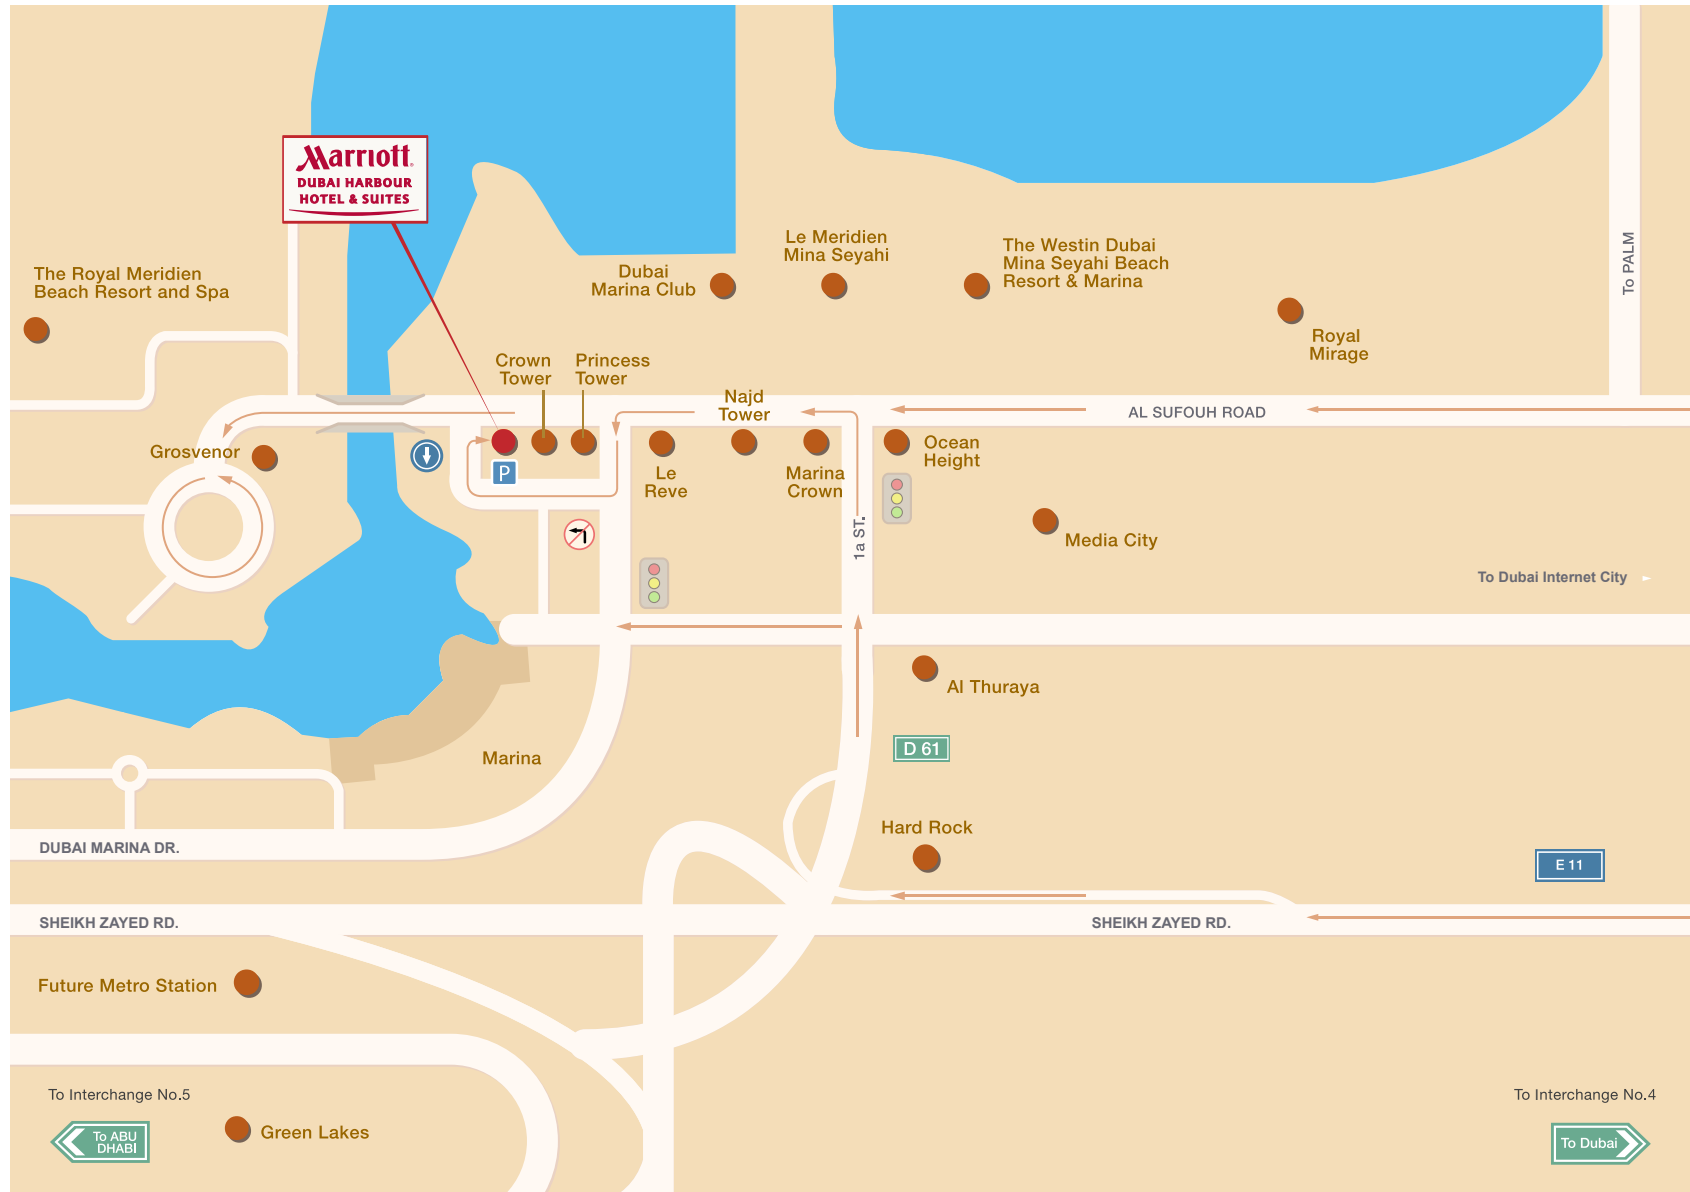 Marriott
DUBAI HARBOUR
HOTEL & SUITES
The Royal Meridien
Beach Resort and Spa
Dubai
Marina Club
Le Meridien
Mina Seyahi
The Westin Dubai
Mina Seyahi Beach
Resort & Marina
Royal
Mirage
To PALM
Crown
Tower
Princess
Tower
Najd
Tower
AL SUFOUH ROAD
Grosvenor
P
Le
Reve
Marina
Crown
Ocean
Height
1a ST.
Media City
To Dubai Internet City
Al Thuraya
D 61
Marina
Hard Rock
E 11
DUBAI MARINA DR.
SHEIKH ZAYED RD.
SHEIKH ZAYED RD.
Future Metro Station
To Interchange No.5
To ABU
DHABI
Green Lakes
To Interchange No.4
To Dubai